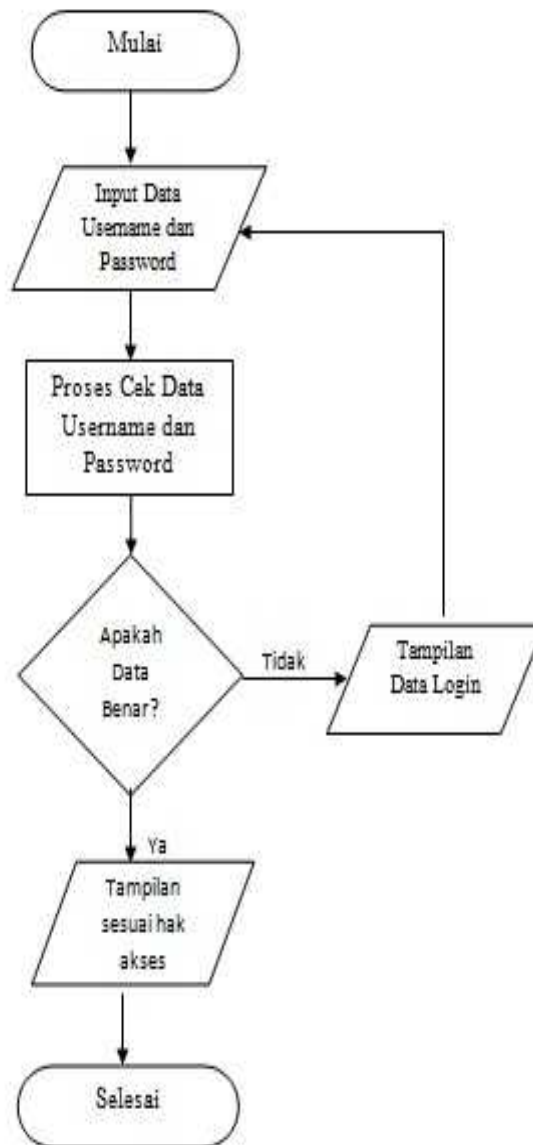 Mulai
Input Data
Username dan
Password
Proses Cek Data
Username dan
Password
Apakah
Data
Benar?
Tidak
Tampilan
Data Login
Ya
Tampilan
sesuai hak
akses
Selesai